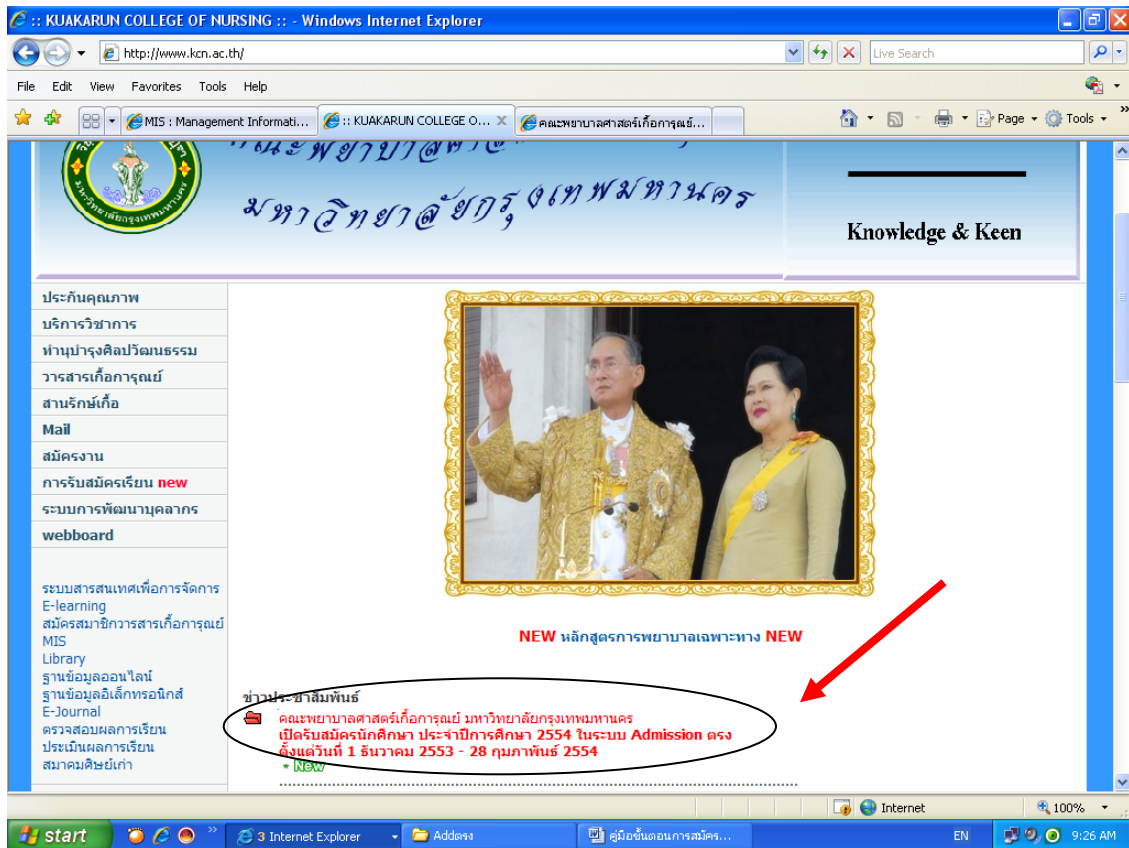 :: KUAKARUN COLLEGE OF NURSING :: - Windows Internet Explorer
http://www.kcn.ac.th/
Live Search
File Edit View Favorites Tools Help
MIS : Management Informati... :: KUAKARUN COLLEGE O... คณะพยาบาลศาสตร์เกื้อการุณย์...
Page Tools
มหาวิทยาลัยกรุงเทพมหานคร
Knowledge & Keen
ประกันคุณภาพ
บริการวิชาการ
ทำนุบำรุงศิลปวัฒนธรรม
วารสารเกื้อการุณย์
สานรักษ์เกื้อ
Mail
สมัครงาน
การรับสมัครเรียน new
ระบบการพัฒนาบุคลากร
webboard
ระบบสารสนเทศเพื่อการจัดการ
E-learning
สมัครสมาชิกวารสารเกื้อการุณย์
MIS
Library
ฐานข้อมูลออนไลน์
ฐานข้อมูลอิเล็กทรอนิกส์
E-Journal
ตรวจสอบผลการเรียน
ประเมินผลการเรียน
สมาคมศิษย์เก่า
NEW หลักสูตรการพยาบาลเฉพาะทาง NEW
ข่าวประชาสัมพันธ์
คณะพยาบาลศาสตร์เกื้อการุณย์ มหาวิทยาลัยกรุงเทพมหานคร
เปิดรับสมัครนักศึกษา ประจำปีการศึกษา 2554 ในระบบ Admission ตรง
ตั้งแต่วันที่ 1 ธันวาคม 2553 - 28 กุมภาพันธ์ 2554
* New
Internet 100%
start 3 Internet Explorer Addตรง คู่มือขั้นตอนการสมัคร... EN 9:26 AM